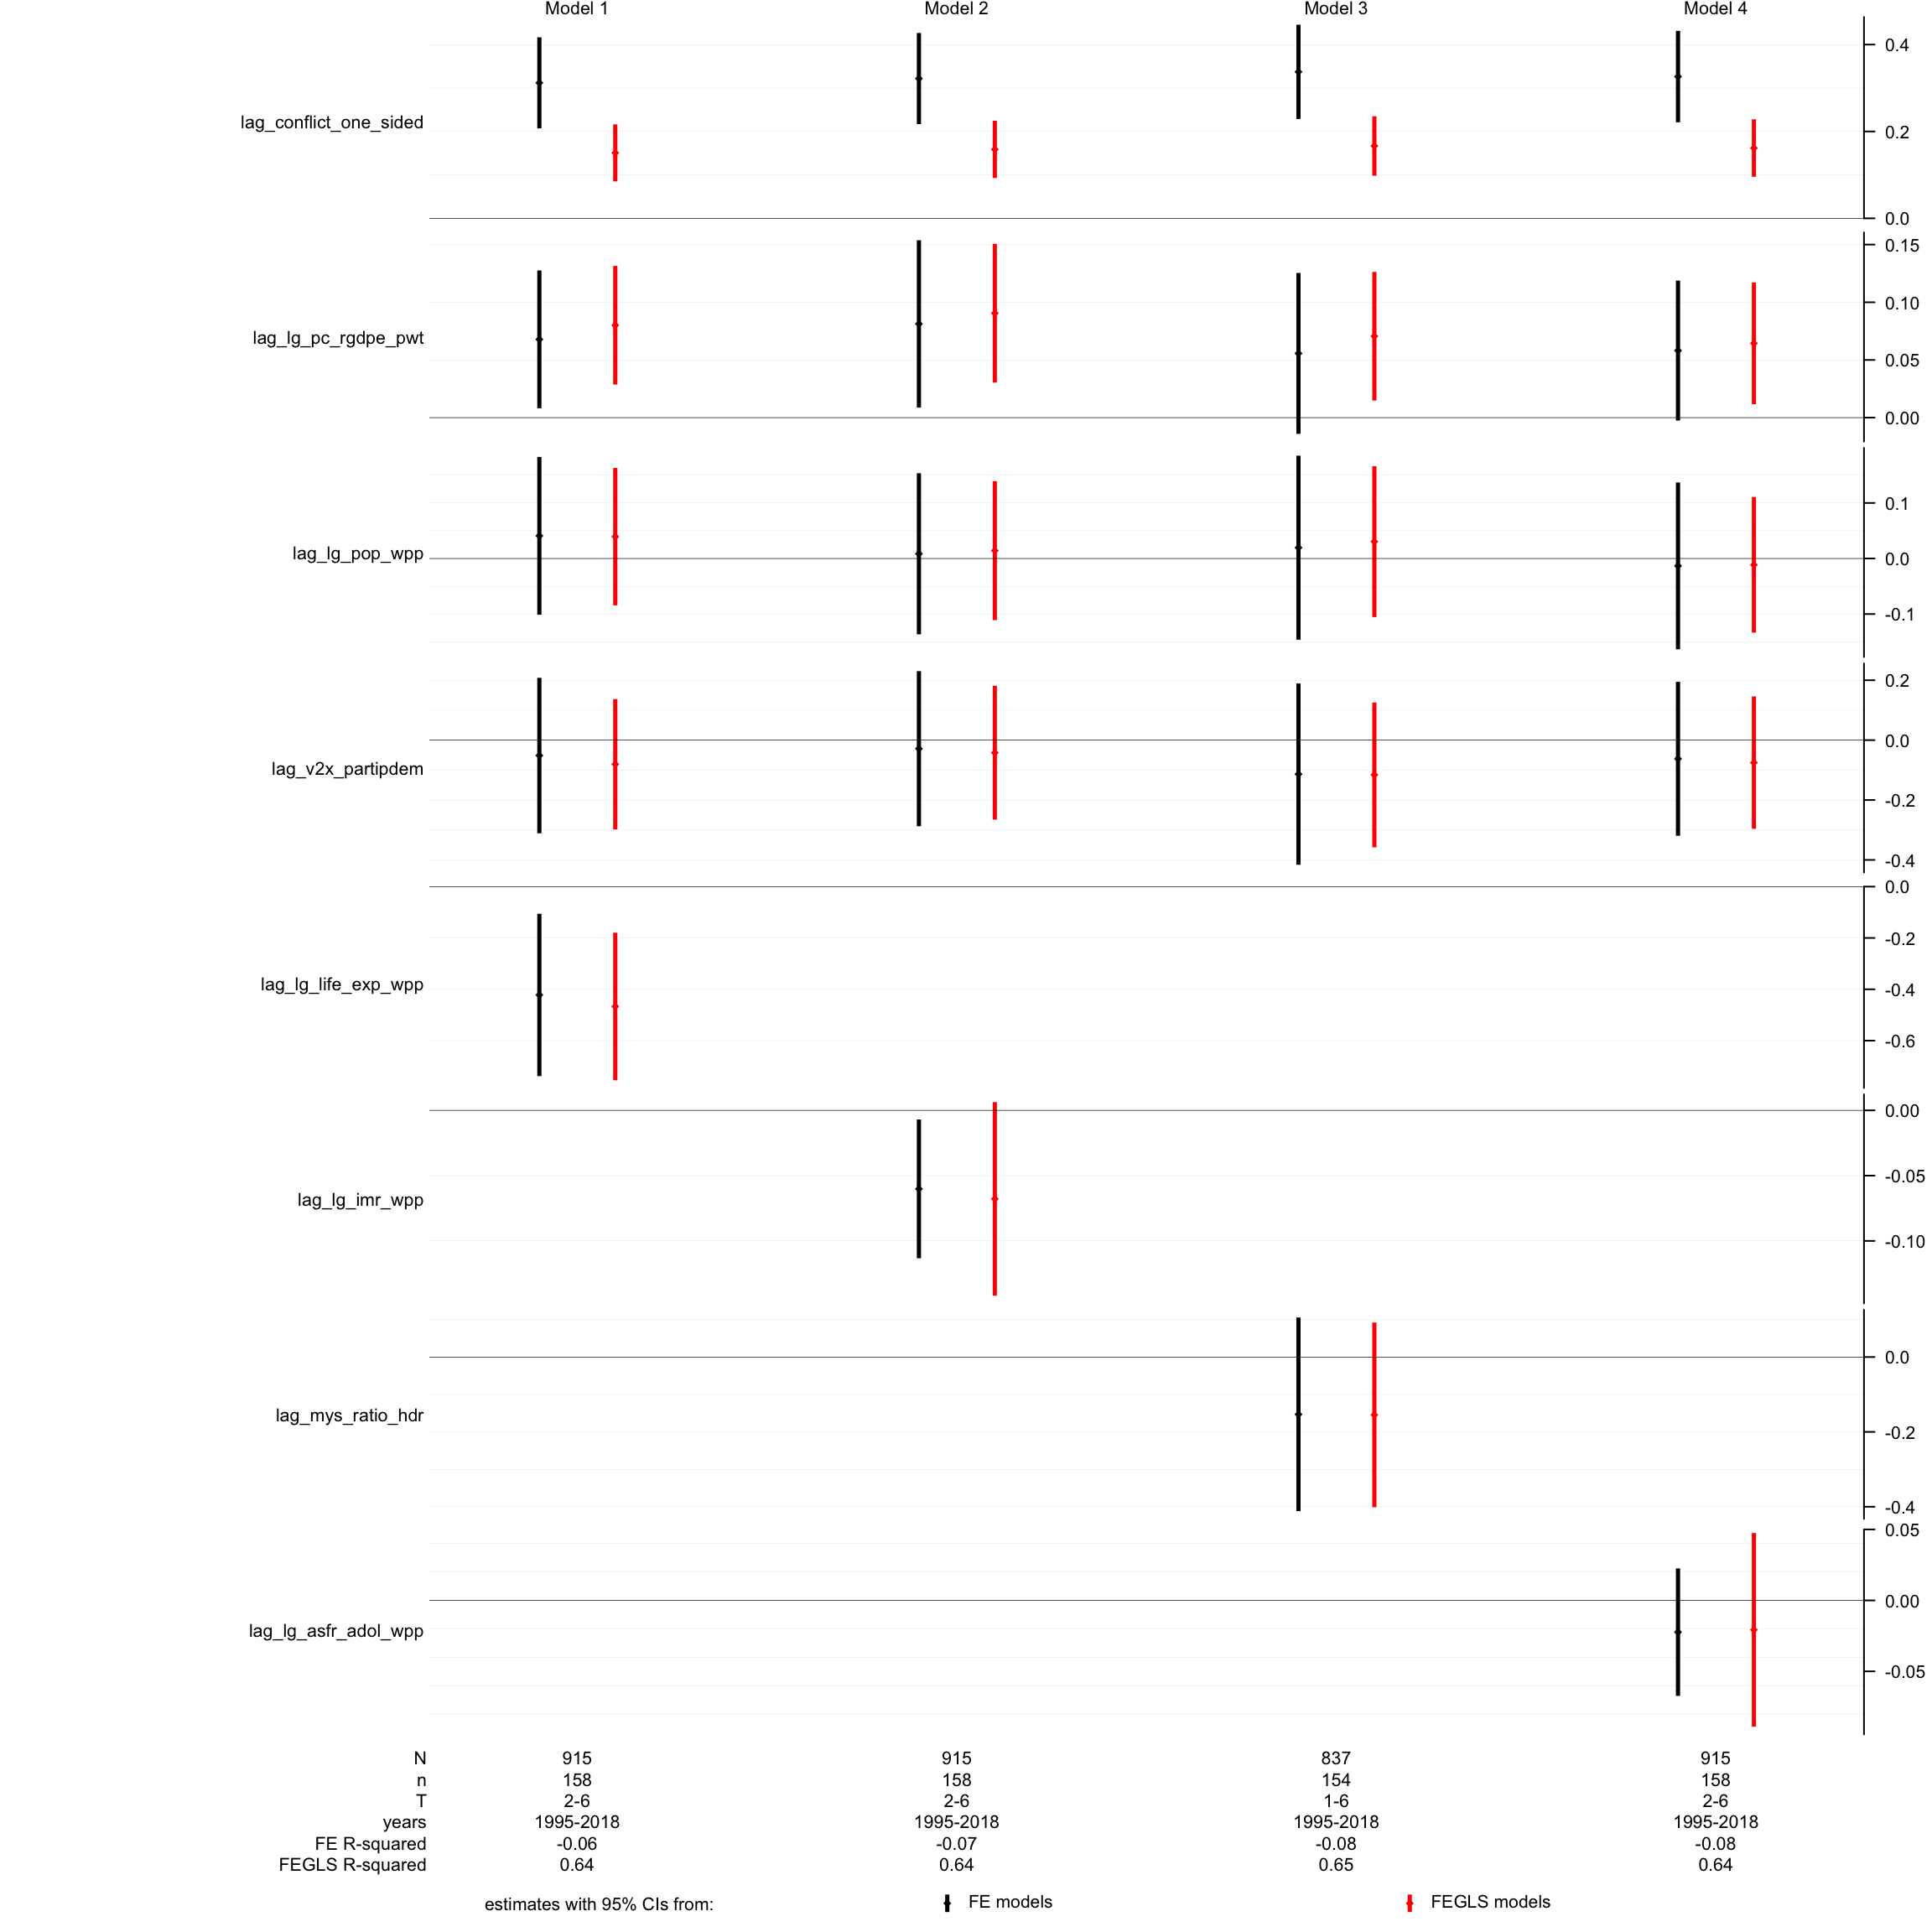 Model 1 Model 2 Model 3 Model 4
0.4
lag_conflict_one_sided
0.2
0.0
0.15
0.10
lag_lg_pc_rgdpe_pwt
0.05
0.00
0.1
lag_lg_pop_wpp
0.0
-0.1
0.2
0.0
lag_v2x_partipdem
-0.2
-0.4
0.0
-0.2
lag_lg_life_exp_wpp
-0.4
-0.6
0.00
-0.05
lag_lg_imr_wpp
-0.10
0.0
lag_mys_ratio_hdr
-0.2
-0.4
0.05
0.00
lag_lg_asfr_adol_wpp
-0.05
N 915 915 837 915
n 158 158 154 158
T 2-6 2-6 1-6 2-6
years 1995-2018 1995-2018 1995-2018 1995-2018
FE R-squared -0.06 -0.07 -0.08 -0.08
FEGLS R-squared 0.64 0.64 0.65 0.64
estimates with 95% CIs from: FE models FEGLS models